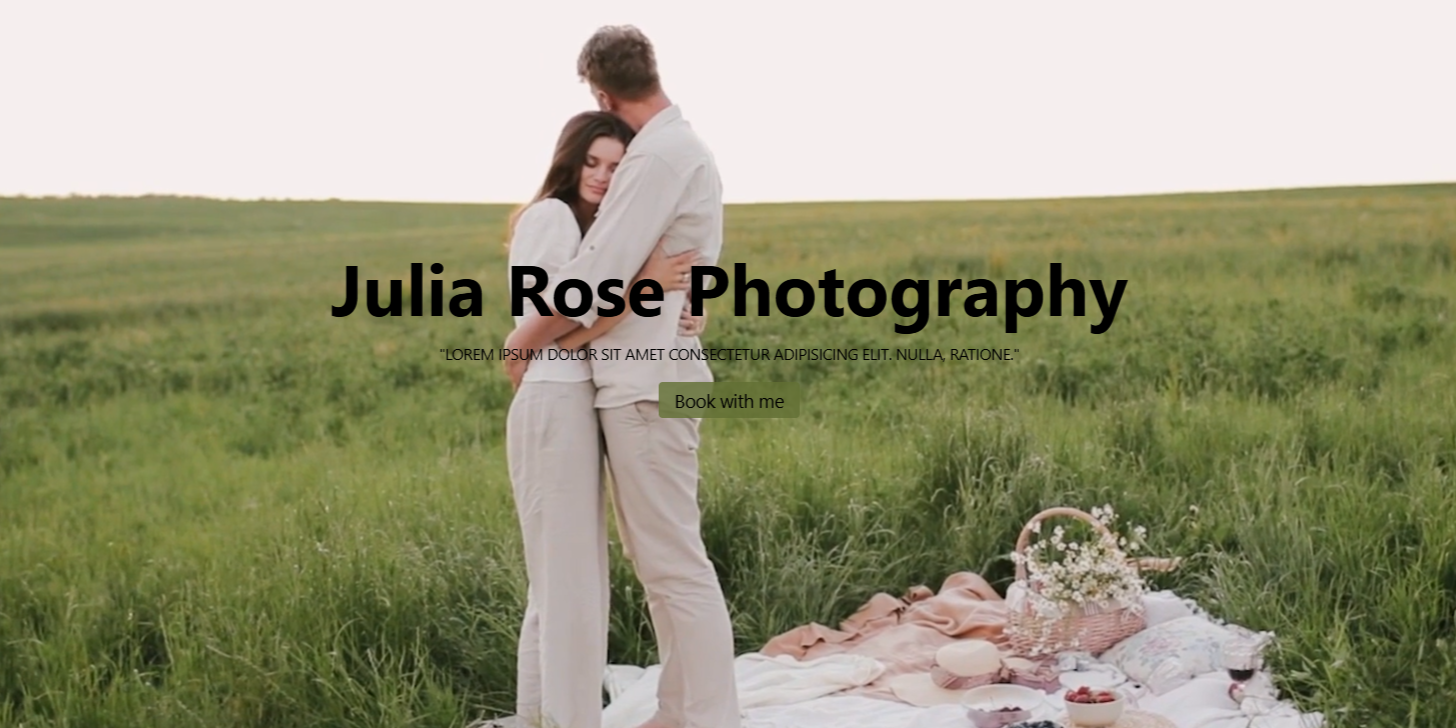 Julia Rose Photography
"LOREM IPSUM DOLOR SIT AMET CONSECTETUR ADIPISICING ELIT. NULLA, RATIONE."
Book with me